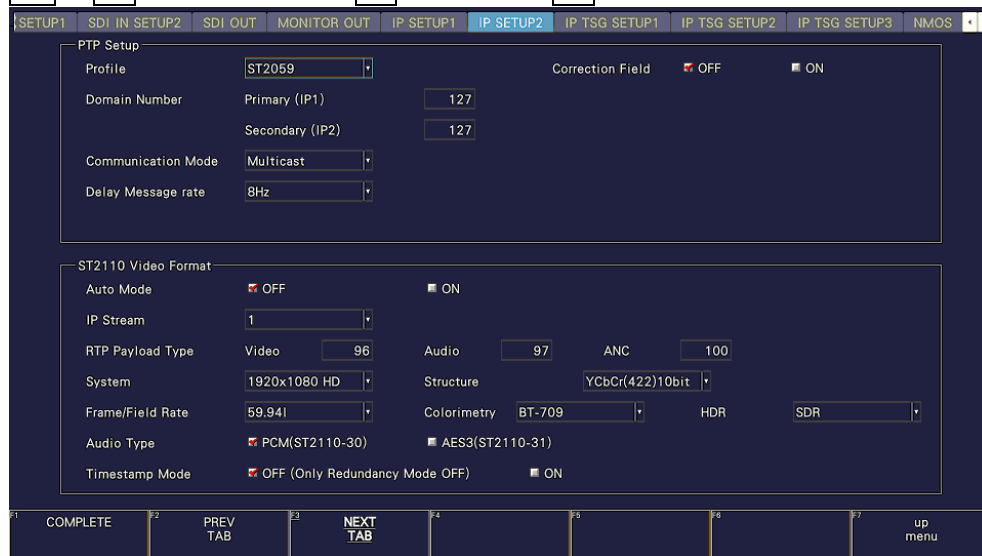 SETUP1 SDI IN SETUP2 SDI OUT MONITOR OUT IP SETUP1 IP SETUP2 IP TSG SETUP1 IP TSG SETUP2 IP TSG SETUP3 NMOS
PTP Setup
Profile ST2059 Correction Field OFF ON
Domain Number Primary (IP1) 127
Secondary (IP2) 127
Communication Mode Multicast
Delay Message rate 8Hz
ST2110 Video Format
Auto Mode OFF ON
IP Stream 1
RTP Payload Type Video 96 Audio 97 ANC 100
System 1920x1080 HD Structure YCbCr(422)10bit
Frame/Field Rate 59.94I Colorimetry BT-709 HDR SDR
Audio Type PCM(ST2110-30) AES3(ST2110-31)
Timestamp Mode OFF (Only Redundancy Mode OFF) ON
F1 COMPLETE F2 PREV F3 NEXT F4 F5 F6 F7 up
TAB TAB menu